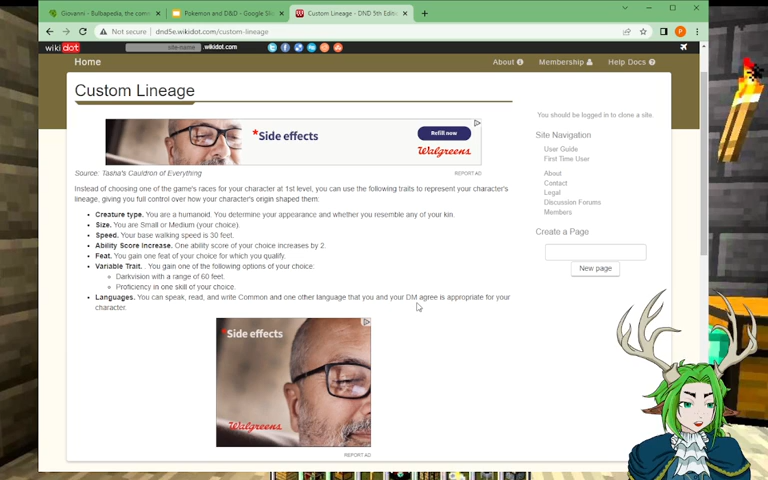 Giovanni - Bulbapedia, the com
Pokemon and D&D - Google Sli
Custom Lineage - DND 5th Editi
Not secure | dnd5e.wikidot.com/custom-lineage
wikidot site-name .wikidot.com
Home
About
Membership
Help Docs
Custom Lineage
*Side effects
Refill now
Walgreens
Source: Tasha's Cauldron of Everything
REPORT AD
Instead of choosing one of the game's races for your character at 1st level, you can use the following traits to represent your character's
lineage, giving you full control over how your character's origin shaped them:
Creature type. You are a humanoid. You determine your appearance and whether you resemble any of your kin.
Size. You are Small or Medium (your choice).
Speed. Your base walking speed is 30 feet.
Ability Score Increase. One ability score of your choice increases by 2.
Feat. You gain one feat of your choice for which you qualify.
Variable Trait. . You gain one of the following options of your choice:
Darkvision with a range of 60 feet.
Proficiency in one skill of your choice.
Languages. You can speak, read, and write Common and one other language that you and your DM agree is appropriate for your
character.
*Side effects
Walgreens
REPORT AD
You should be logged in to clone a site.
Site Navigation
User Guide
First Time User
About
Contact
Legal
Discussion Forums
Members
Create a Page
New page